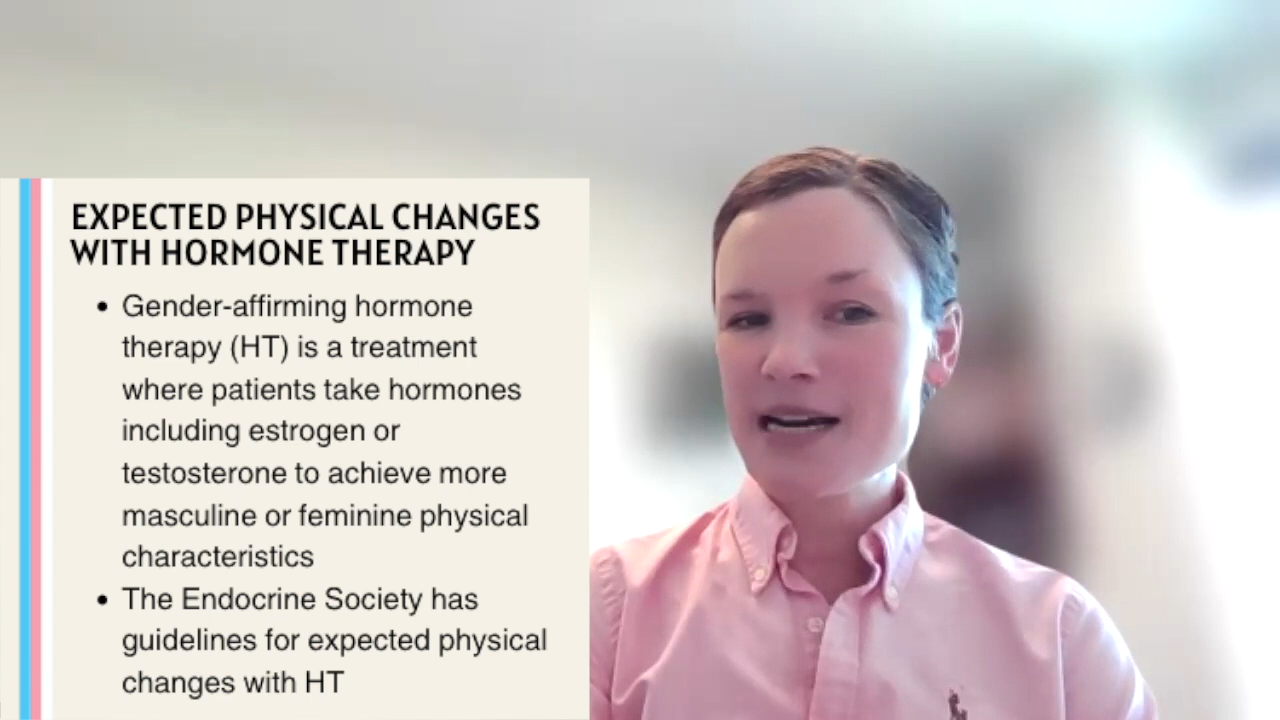 EXPECTED PHYSICAL CHANGES
WITH HORMONE THERAPY
• Gender-affirming hormone
therapy (HT) is a treatment
where patients take hormones
including estrogen or
testosterone to achieve more
masculine or feminine physical
characteristics
• The Endocrine Society has
guidelines for expected physical
changes with HT